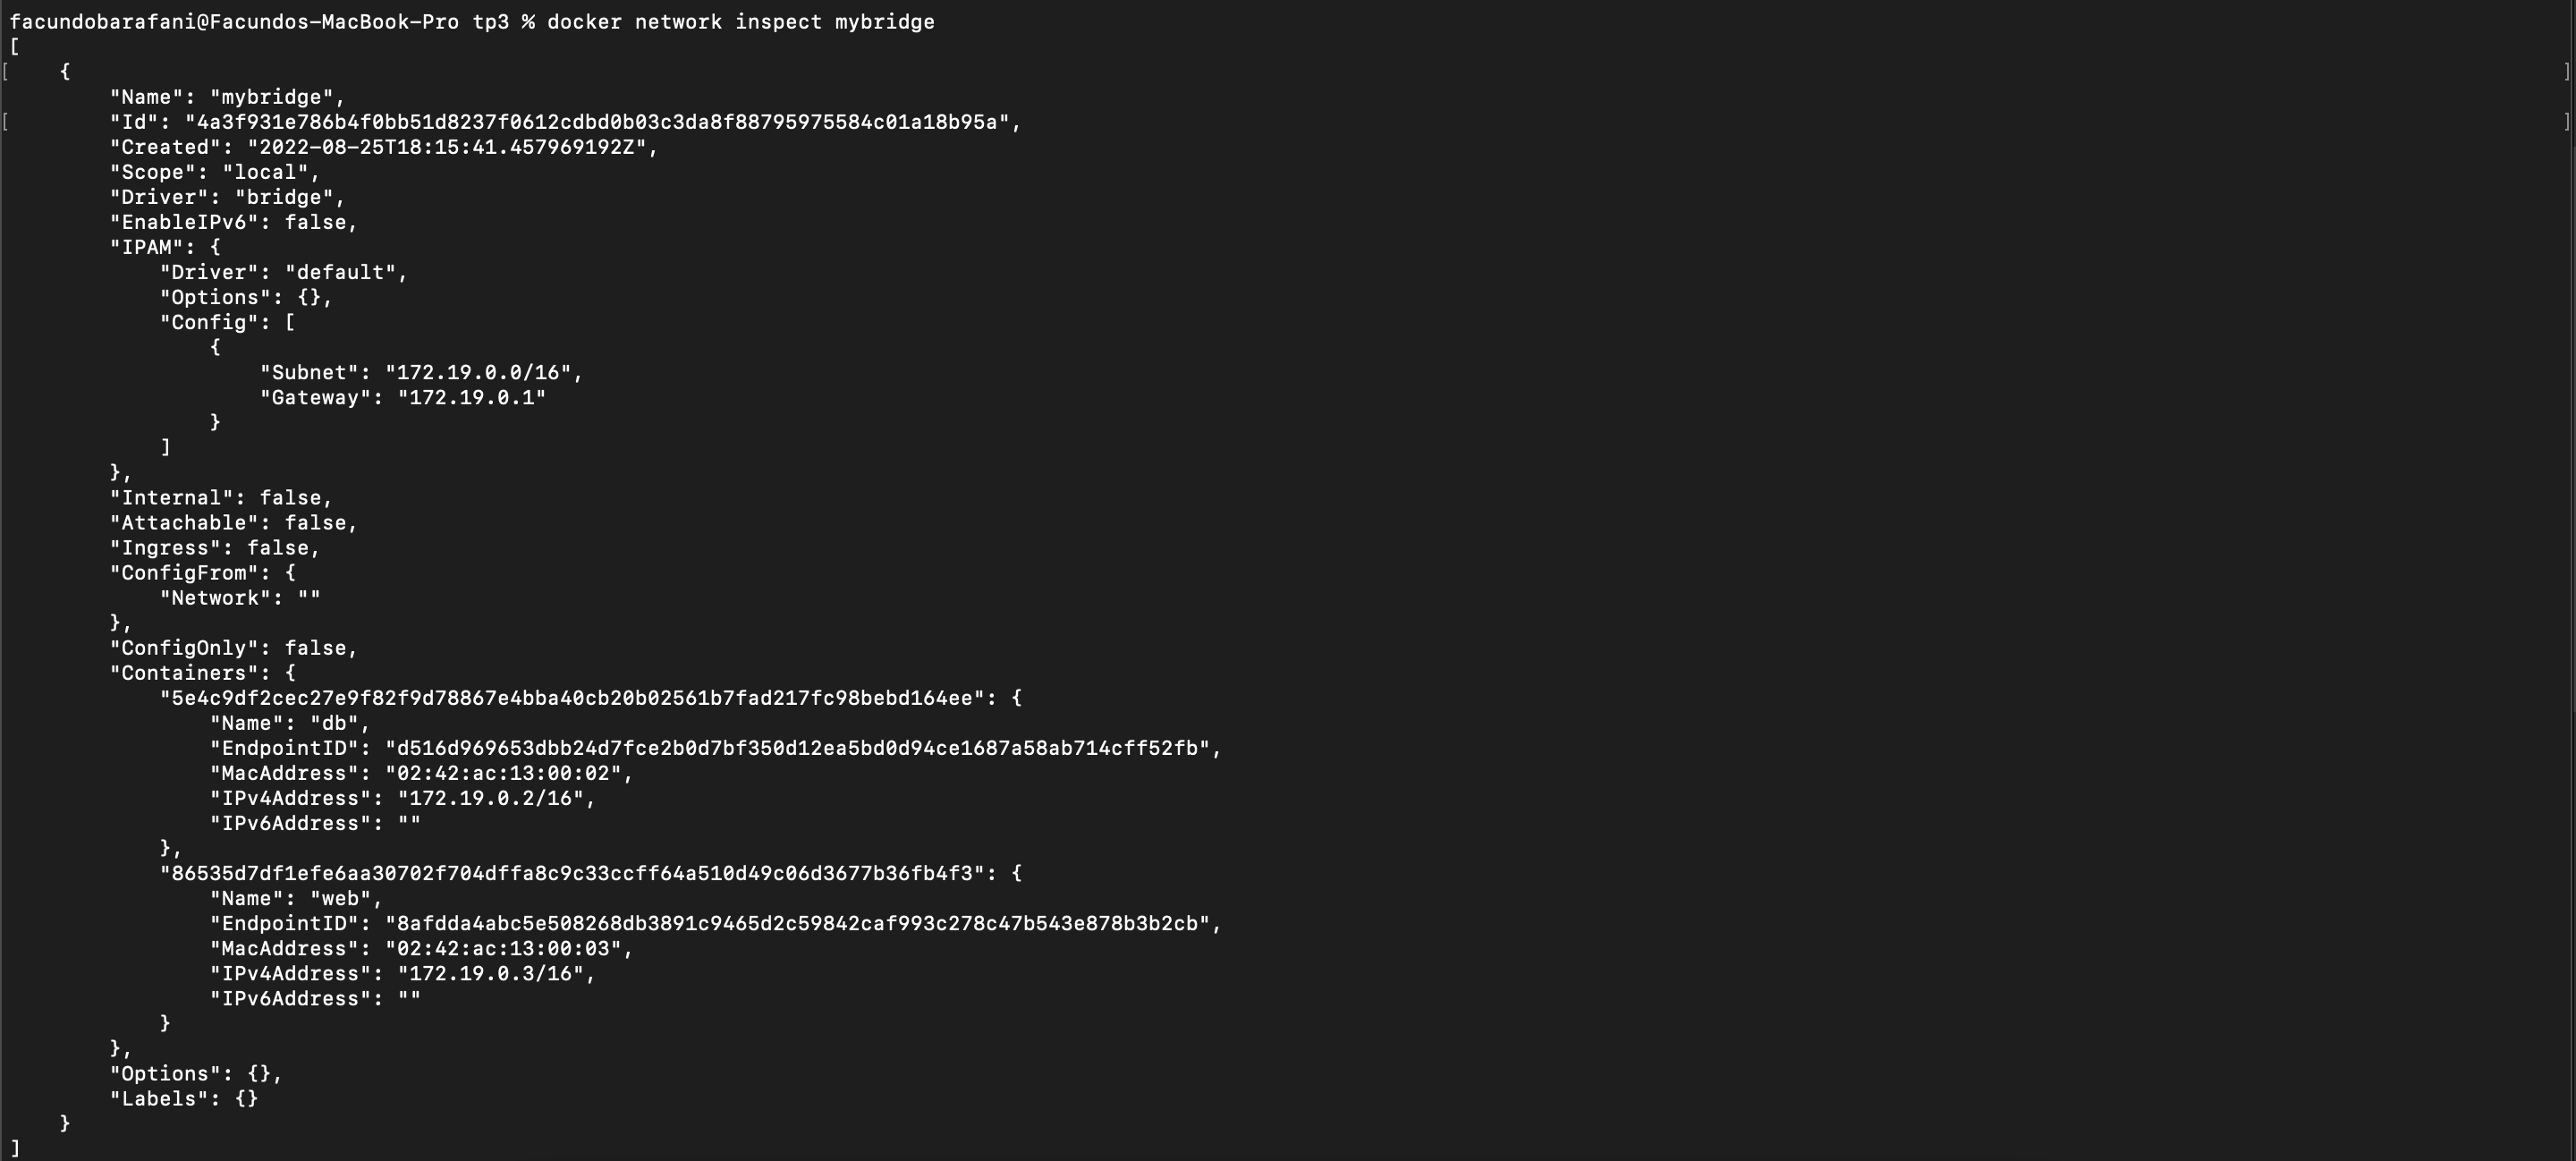 facundobarafani@Facundos-MacBook-Pro tp3 % docker network inspect mybridge
[
[    {    ]
        "Name": "mybridge",
[        "Id": "4a3f931e786b4f0bb51d8237f0612cdbd0b03c3da8f88795975584c01a18b95a",    ]
        "Created": "2022-08-25T18:15:41.457969192Z",
        "Scope": "local",
        "Driver": "bridge",
        "EnableIPv6": false,
        "IPAM": {
            "Driver": "default",
            "Options": {},
            "Config": [
                {
                    "Subnet": "172.19.0.0/16",
                    "Gateway": "172.19.0.1"
                }
            ]
        },
        "Internal": false,
        "Attachable": false,
        "Ingress": false,
        "ConfigFrom": {
            "Network": ""
        },
        "ConfigOnly": false,
        "Containers": {
            "5e4c9df2cec27e9f82f9d78867e4bba40cb20b02561b7fad217fc98bebd164ee": {
                "Name": "db",
                "EndpointID": "d516d969653dbb24d7fce2b0d7bf350d12ea5bd0d94ce1687a58ab714cff52fb",
                "MacAddress": "02:42:ac:13:00:02",
                "IPv4Address": "172.19.0.2/16",
                "IPv6Address": ""
            },
            "86535d7df1efe6aa30702f704dffa8c9c33ccff64a510d49c06d3677b36fb4f3": {
                "Name": "web",
                "EndpointID": "8afdda4abc5e508268db3891c9465d2c59842caf993c278c47b543e878b3b2cb",
                "MacAddress": "02:42:ac:13:00:03",
                "IPv4Address": "172.19.0.3/16",
                "IPv6Address": ""
            }
        },
        "Options": {},
        "Labels": {}
    }
]